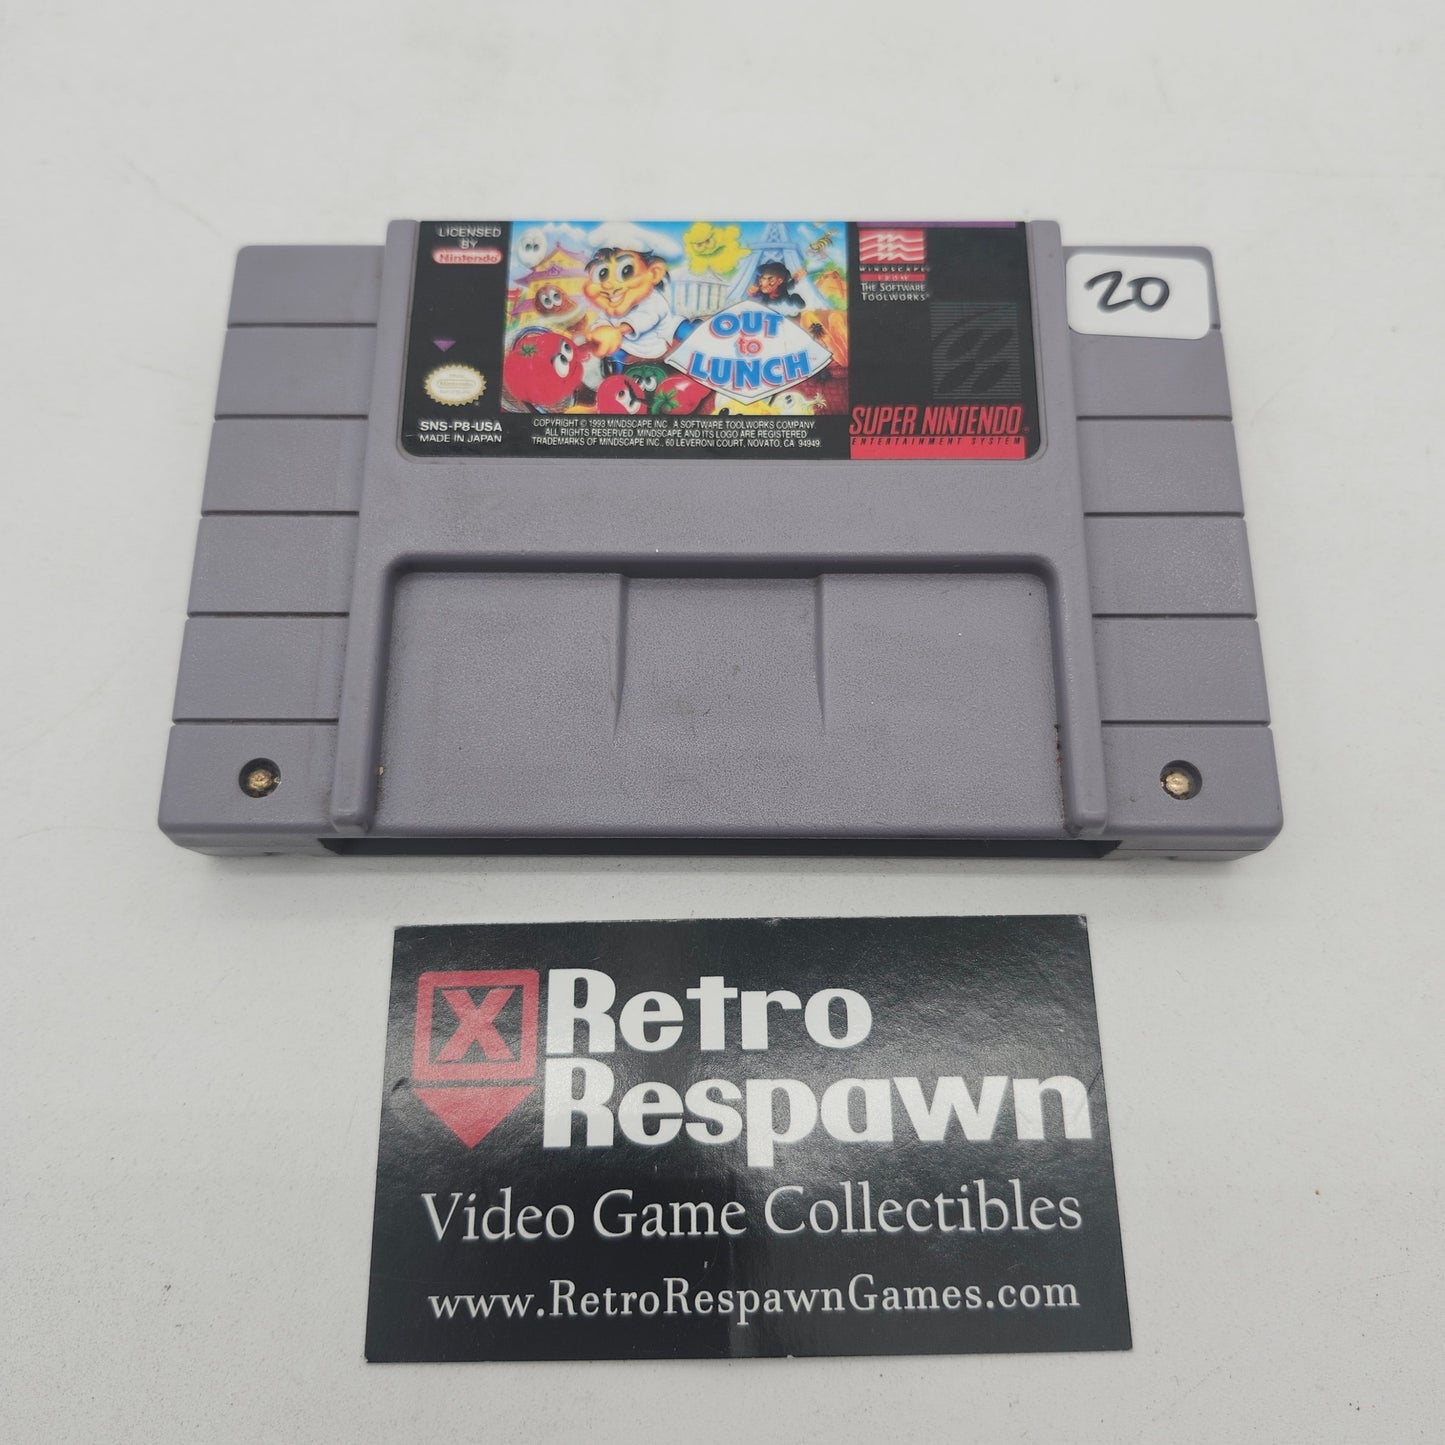 LICENSED
BY
Nintendo
OUT
to
LUNCH™
MINDSCAPE
FROM
THE SOFTWARE
TOOLWORKS
20
SNS-P8-USA
MADE IN JAPAN
COPYRIGHT © 1993 MINDSCAPE INC. A SOFTWARE TOOLWORKS COMPANY.
ALL RIGHTS RESERVED. MINDSCAPE AND ITS LOGO ARE REGISTERED
TRADEMARKS OF MINDSCAPE INC., 60 LEVERONI COURT, NOVATO, CA 94949.
SUPER NINTENDO®
ENTERTAINMENT SYSTEM
X
Retro
Respawn
Video Game Collectibles
www.RetroRespawnGames.com